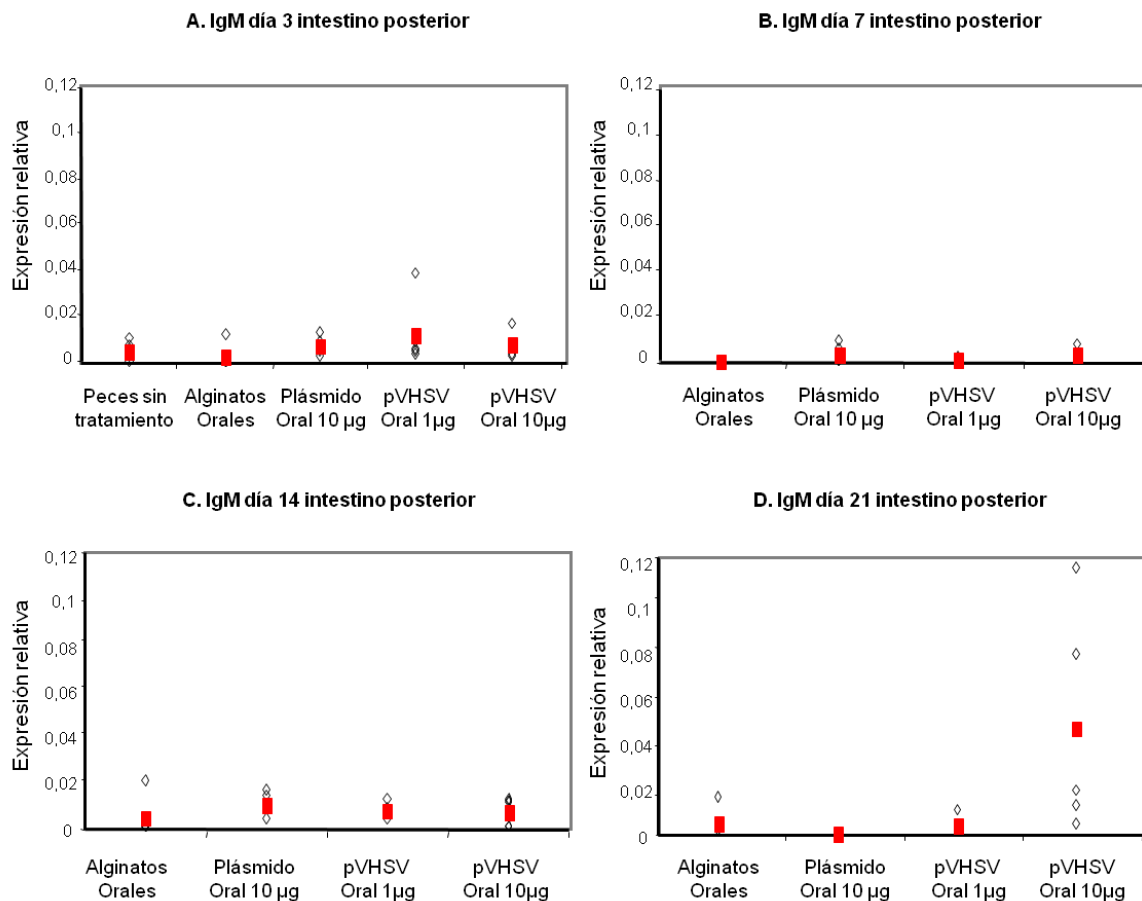 A. IgM día 3 intestino posterior
Expresión relativa
0,12
0,1
0,08
0,06
0,04
0,02
0
Peces sin tratamiento
Alginatos Orales
Plásmido Oral 10 µg
pVHSV Oral 1µg
pVHSV Oral 10µg
B. IgM día 7 intestino posterior
Expresión relativa
0,12
0,1
0,08
0,06
0,04
0,02
0
Alginatos Orales
Plásmido Oral 10 µg
pVHSV Oral 1µg
pVHSV Oral 10µg
C. IgM día 14 intestino posterior
Expresión relativa
0,12
0,1
0,08
0,06
0,04
0,02
0
Alginatos Orales
Plásmido Oral 10 µg
pVHSV Oral 1µg
pVHSV Oral 10µg
D. IgM día 21 intestino posterior
Expresión relativa
0,12
0,1
0,08
0,06
0,04
0,02
0
Alginatos Orales
Plásmido Oral 10 µg
pVHSV Oral 1µg
pVHSV Oral 10µg